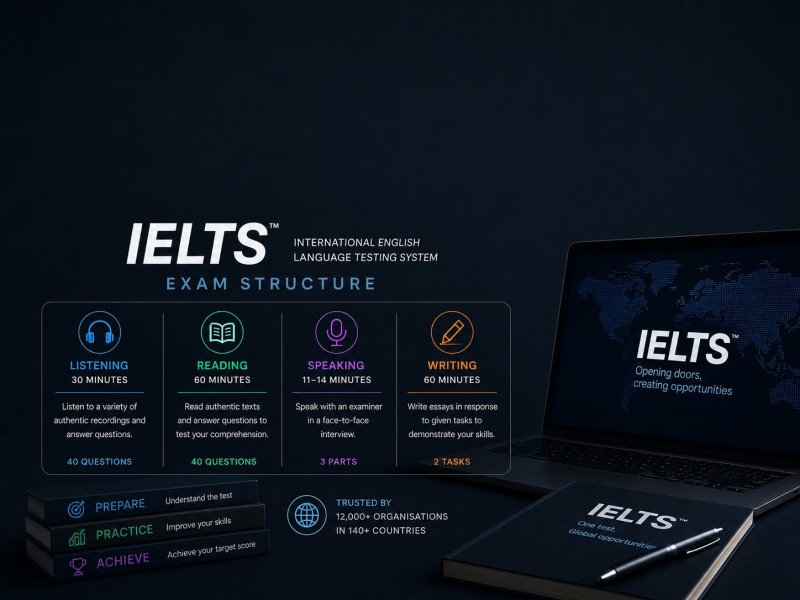 IELTS™
INTERNATIONAL ENGLISH
LANGUAGE TESTING SYSTEM
EXAM STRUCTURE
LISTENING
30 MINUTES
Listen to a variety of
authentic recordings and
answer questions.
40 QUESTIONS
READING
60 MINUTES
Read authentic texts
and answer questions to
test your comprehension.
40 QUESTIONS
SPEAKING
11–14 MINUTES
Speak with an examiner
in a face-to-face
interview.
3 PARTS
WRITING
60 MINUTES
Write essays in response
to given tasks to
demonstrate your skills.
2 TASKS
PREPARE Understand the test
PRACTICE Improve your skills
ACHIEVE Achieve your target score
TRUSTED BY
12,000+ ORGANISATIONS
IN 140+ COUNTRIES
IELTS™
Opening doors,
creating opportunities
IELTS™
One test.
Global opportunities